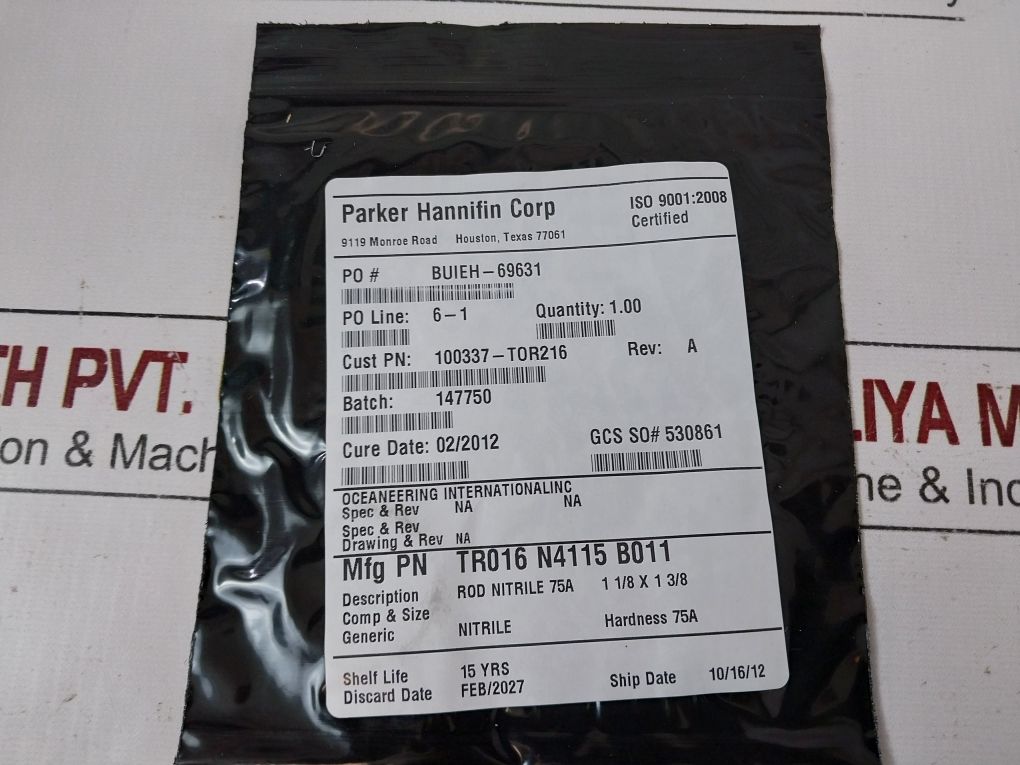 Parker Hannifin Corp
ISO 9001:2008
Certified
9119 Monroe Road Houston, Texas 77061
PO # BUIEH-69631
PO Line: 6-1 Quantity: 1.00
Cust PN: 100337-TOR216 Rev: A
Batch: 147750
Cure Date: 02/2012 GCS SO# 530861
OCEANEERING INTERNATIONALINC
Spec & Rev NA NA
Spec & Rev
Drawing & Rev NA
Mfg PN TR016 N4115 B011
Description ROD NITRILE 75A 1 1/8 X 1 3/8
Comp & Size
Generic NITRILE Hardness 75A
Shelf Life 15 YRS
Discard Date FEB/2027 Ship Date 10/16/12
TH PVT.
on & Mach
LIYA M
ne & Ind